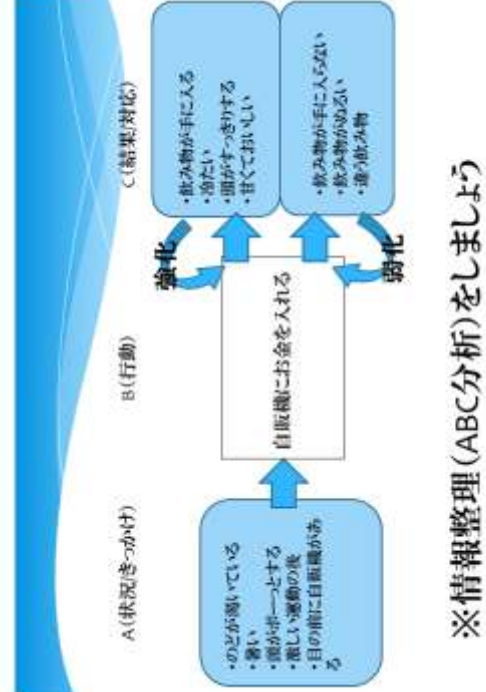 A(状況/きっかけ)
B(行動)
C(結果/対応)
・のどが渇いている
・暑い
・頭がボーっとする
・激しい運動の後
・目の前に自販機があ
る
自販機にお金を入れる
強化
弱化
・飲み物が手に入る
・冷たい
・頭がすっきりする
・甘くておいしい
・飲み物が手に入らない
・飲み物がぬるい
・違う飲み物
※情報整理(ABC分析)をしましょう